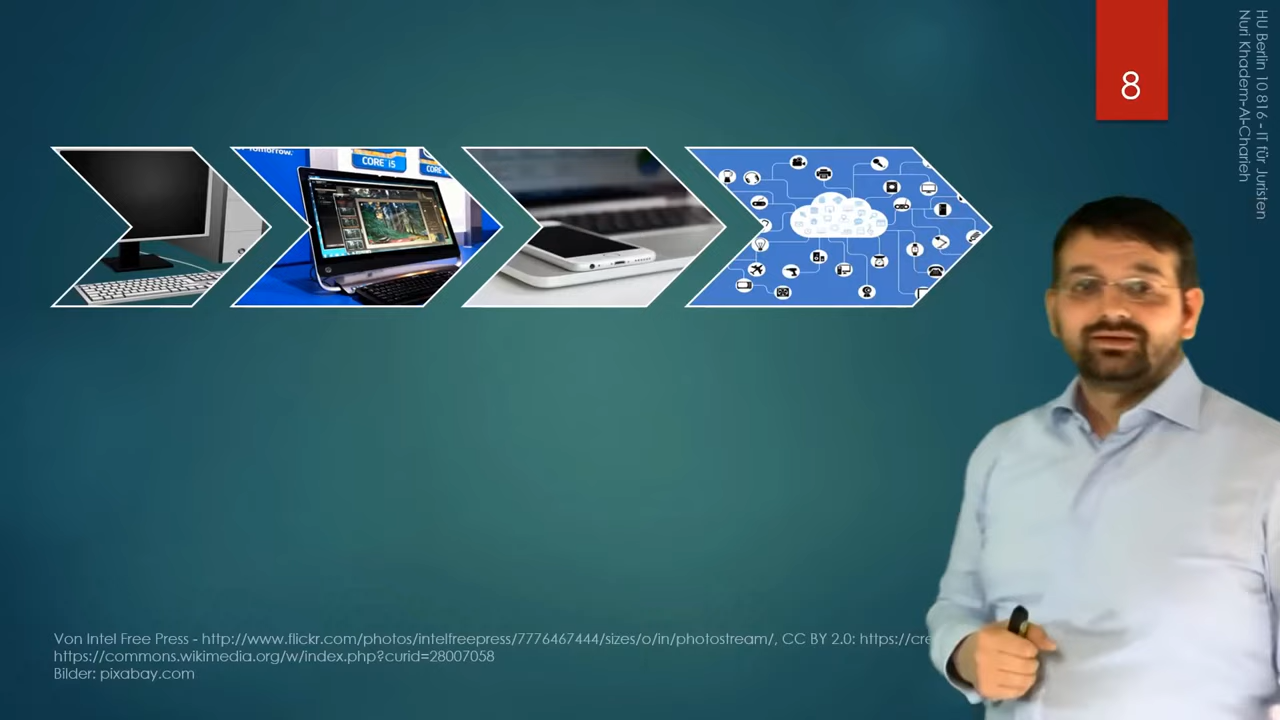 8
HU Berlin 10 816 - IT für Juristen
Nuri Khadem-Al-Charieh
Tomorrow.
CORE i5
CORE
Von Intel Free Press - http://www.flickr.com/photos/intelfreepress/7776467444/sizes/o/in/photostream/, CC BY 2.0: https://cre
https://commons.wikimedia.org/w/index.php?curid=28007058
Bilder: pixabay.com